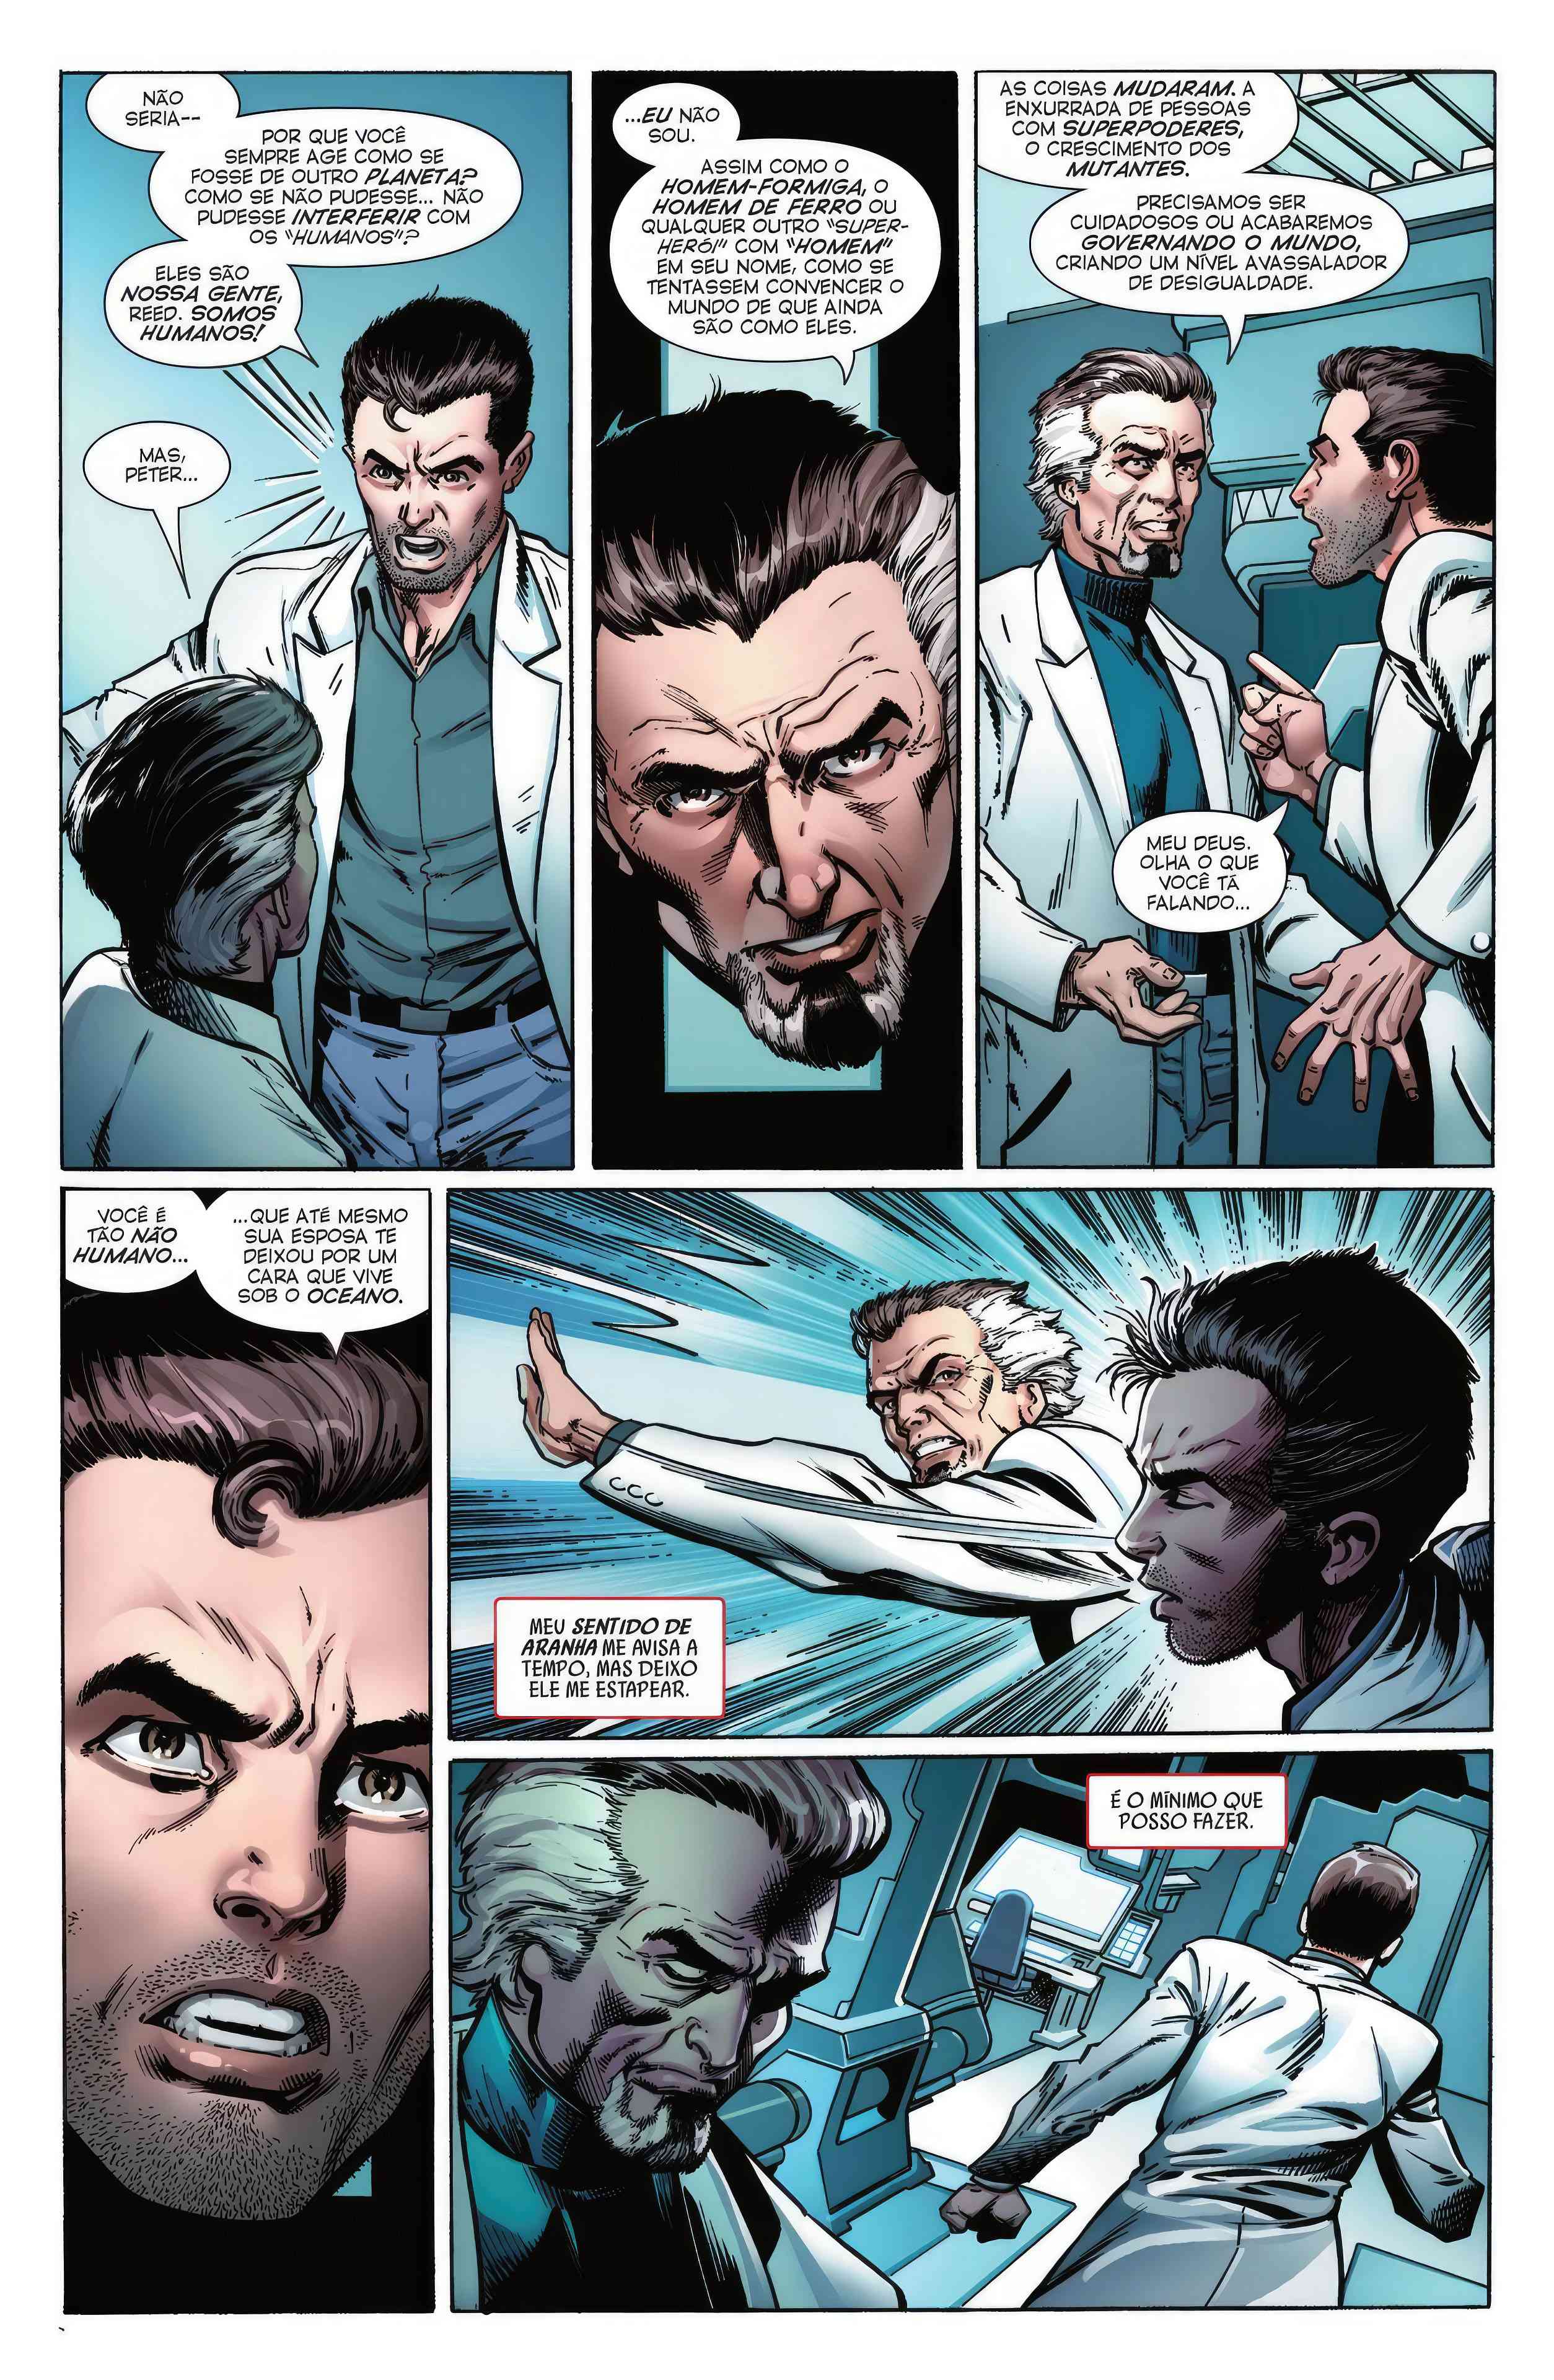 NÃO
SERIA--
POR QUE VOCÊ
SEMPRE AGE COMO SE
FOSSE DE OUTRO PLANETA?
COMO SE NÃO PUDESSE... NÃO
PUDESSE INTERFERIR COM
OS "HUMANOS"?
ELES SÃO
NOSSA GENTE,
REED. SOMOS
HUMANOS!
MAS,
PETER...
...EU NÃO
SOU.
ASSIM COMO O
HOMEM-FORMIGA, O
HOMEM DE FERRO OU
QUALQUER OUTRO "SUPER-
HERÓI" COM "HOMEM"
EM SEU NOME, COMO SE
TENTASSEM CONVENCER O
MUNDO DE QUE AINDA
SÃO COMO ELES.
AS COISAS MUDARAM. A
ENXURRADA DE PESSOAS
COM SUPERPODERES,
O CRESCIMENTO DOS
MUTANTES.
PRECISAMOS SER
CUIDADOSOS OU ACABAREMOS
GOVERNANDO O MUNDO,
CRIANDO UM NÍVEL AVASSALADOR
DE DESIGUALDADE.
MEU DEUS.
OLHA O QUE
VOCÊ TÁ
FALANDO...
VOCÊ É
TÃO NÃO
HUMANO...
...QUE ATÉ MESMO
SUA ESPOSA TE
DEIXOU POR UM
CARA QUE VIVE
SOB O OCEANO.
MEU SENTIDO DE
ARANHA ME AVISA A
TEMPO, MAS DEIXO
ELE ME ESTAPEAR.
É O MÍNIMO QUE
POSSO FAZER.